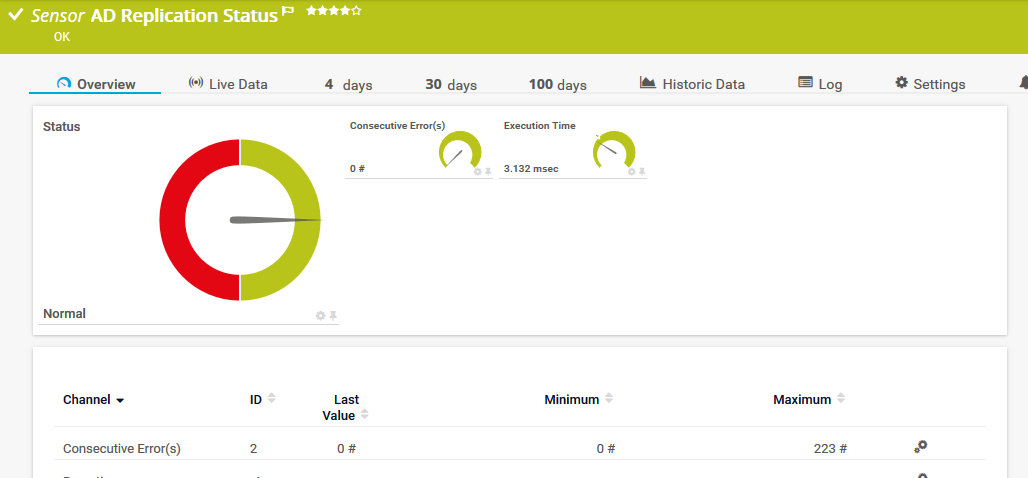 Sensor AD Replication Status
OK
Overview
Live Data
4 days
30 days
100 days
Historic Data
Log
Settings
Status
Consecutive Error(s)
0 #
Execution Time
3.132 msec
Normal
Channel ID Last Value Minimum Maximum
Consecutive Error(s) 2 0 # 0 # 223 #